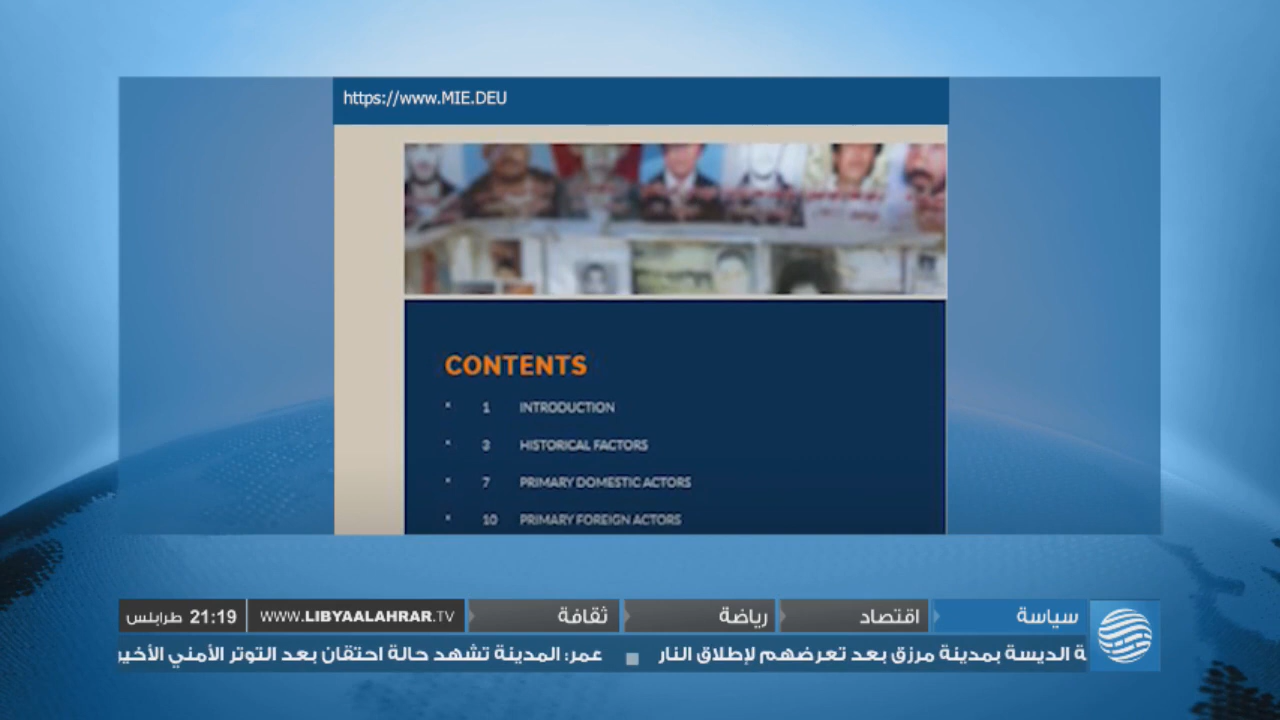 https://www.MIE.DEU
CONTENTS
* 1 INTRODUCTION
* 3 HISTORICAL FACTORS
* 7 PRIMARY DOMESTIC ACTORS
* 10 PRIMARY FOREIGN ACTORS
سياسة
اقتصاد
رياضة
ثقافة
WWW.LIBYAALAHRAR.TV
21:19 طرابلس
ة الديسة بمدينة مرزق بعد تعرضهم لإطلاق النار ■ عمر: المدينة تشهد حالة احتقان بعد التوتر الأمني الأخير